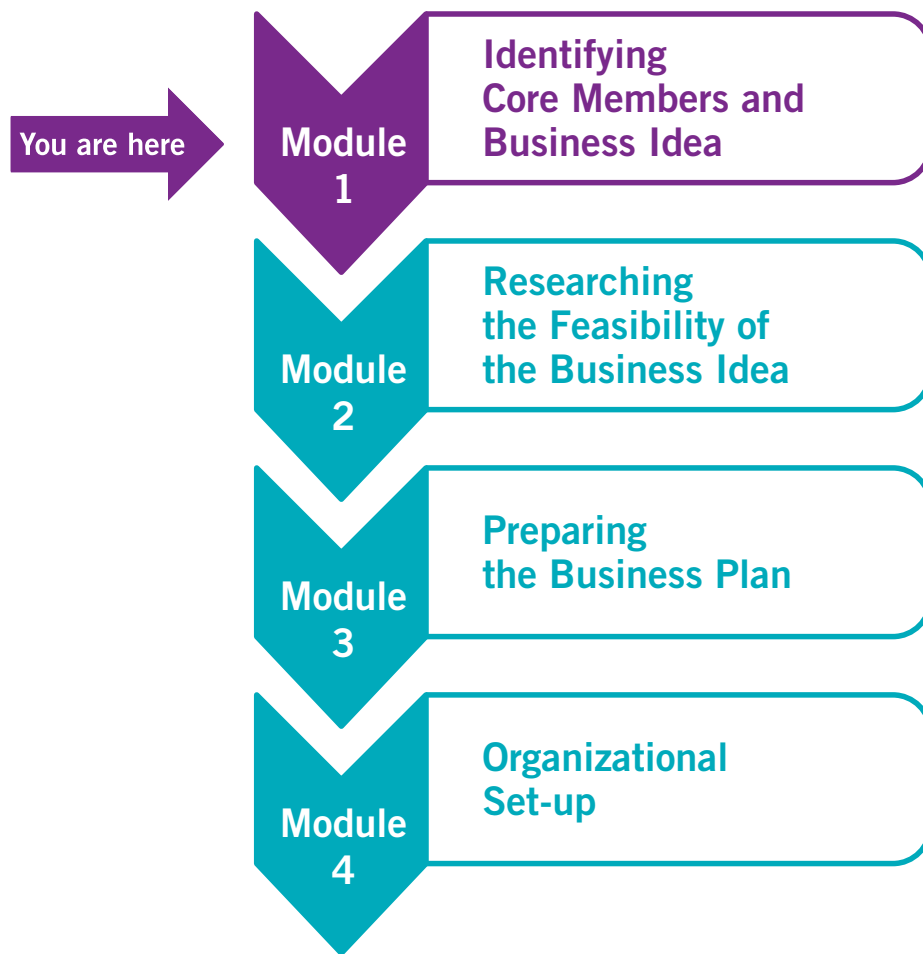 You are here
Module
1
Identifying
Core Members and
Business Idea
Module
2
Researching
the Feasibility of
the Business Idea
Module
3
Preparing
the Business Plan
Module
4
Organizational
Set-up